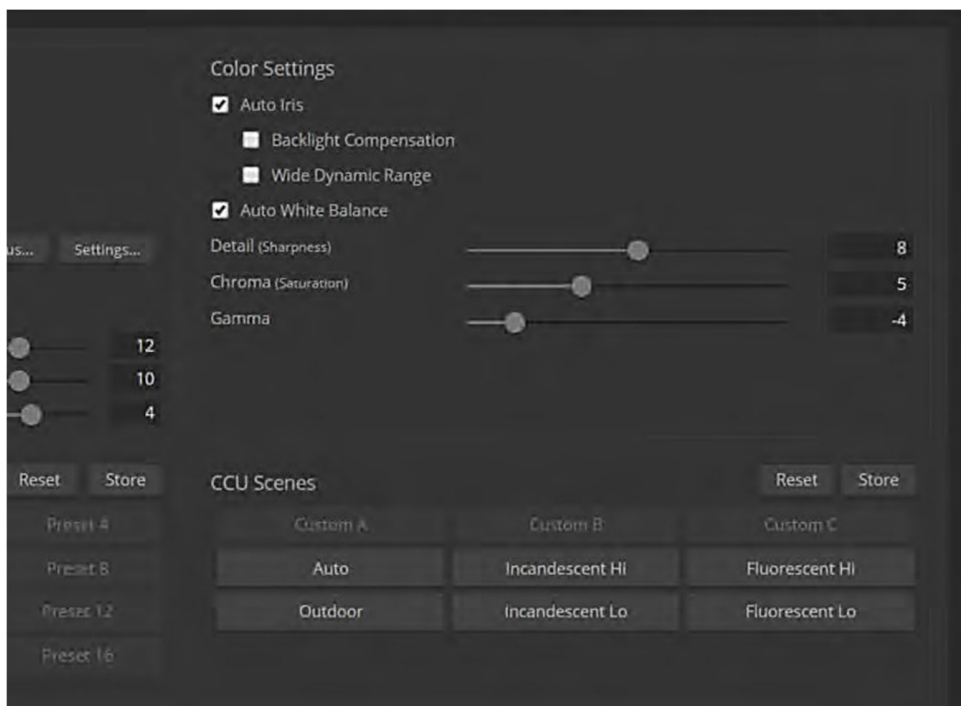 Color Settings
Auto Iris
Backlight Compensation
Wide Dynamic Range
Auto White Balance
Detail (Sharpness) 8
Chroma (Saturation) 5
Gamma -4
us... Settings...
12
10
4
Reset Store
Preset 4
Preset 8
Preset 12
Preset 16
CCU Scenes Reset Store
Custom A Custom B Custom C
Auto Incandescent Hi Fluorescent Hi
Outdoor Incandescent Lo Fluorescent Lo